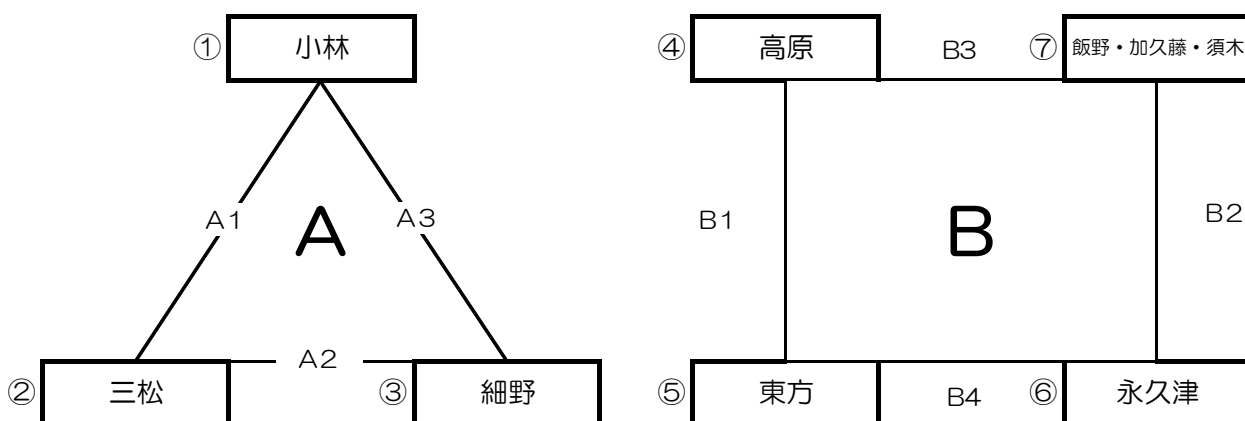 ① 小林
④ 高原 B3 ⑦ 飯野・加久藤・須木
A1 A A3
B1 B B2
A2
② 三松 ③ 細野
⑤ 東方 B4 ⑥ 永久津